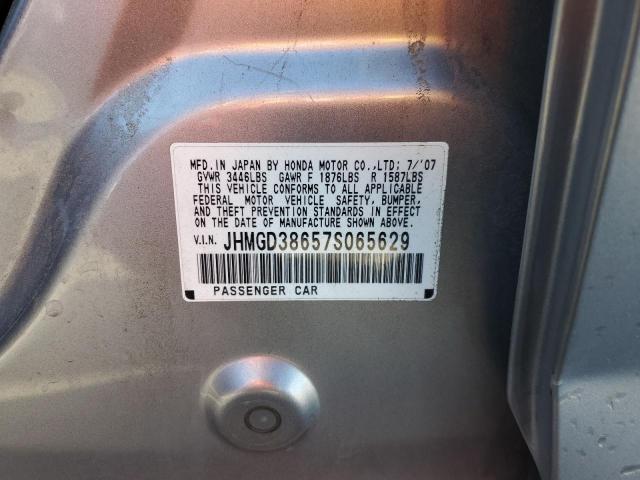 MFD. IN JAPAN BY HONDA MOTOR CO.,LTD; 7/'07
GVWR 3446LBS GAWR F 1876LBS R 1587LBS
THIS VEHICLE CONFORMS TO ALL APPLICABLE
FEDERAL MOTOR VEHICLE SAFETY, BUMPER,
AND THEFT PREVENTION STANDARDS IN EFFECT
ON THE DATE OF MANUFACTURE SHOWN ABOVE.
V.I.N. JHMGD38657S065629
PASSENGER CAR